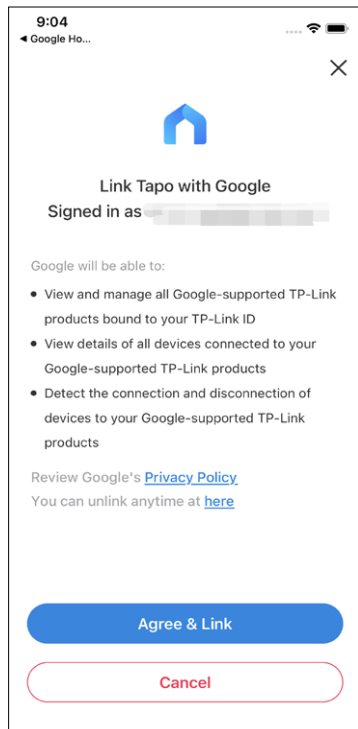 9:04
◀ Google Ho...
Link Tapo with Google
Signed in as
Google will be able to:
• View and manage all Google-supported TP-Link
products bound to your TP-Link ID
• View details of all devices connected to your
Google-supported TP-Link products
• Detect the connection and disconnection of
devices to your Google-supported TP-Link
products
Review Google's Privacy Policy
You can unlink anytime at here
Agree & Link
Cancel